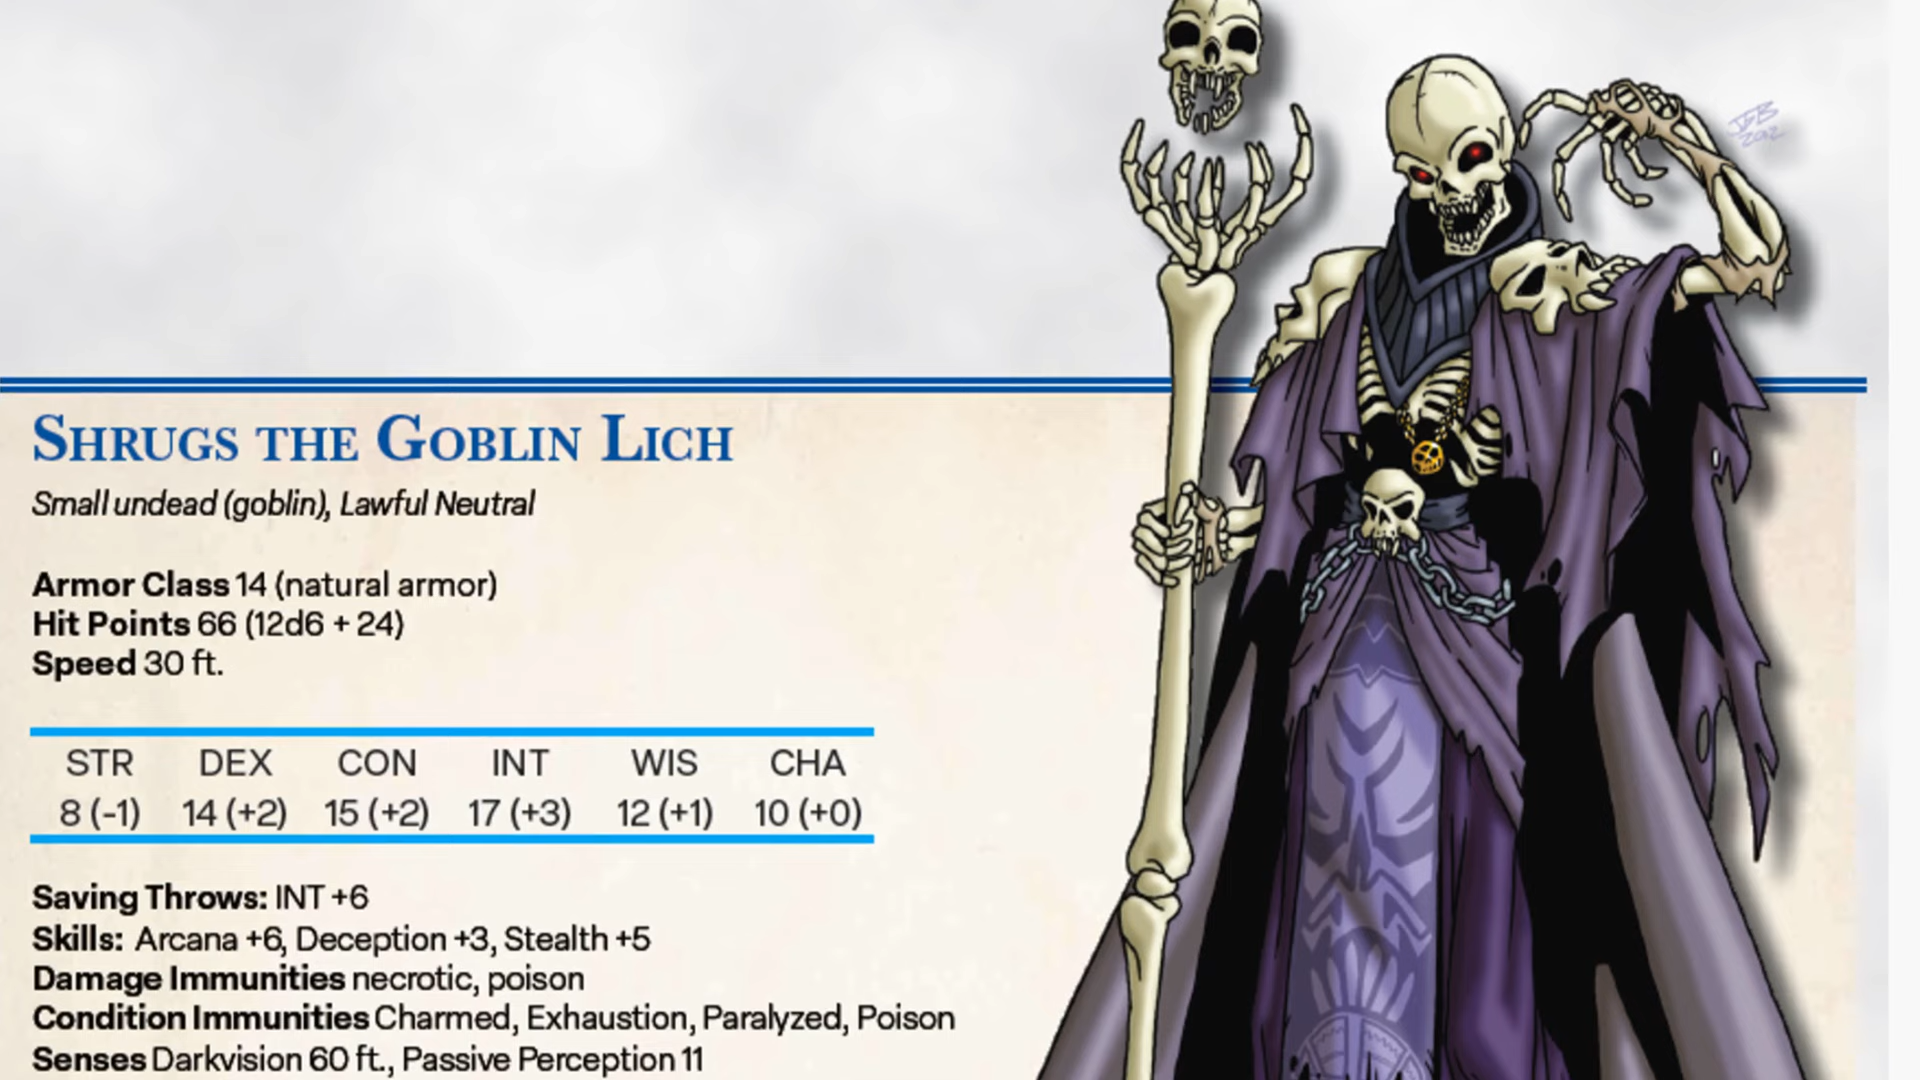 JEB
2012
SHRUGS THE GOBLIN LICH
Small undead (goblin), Lawful Neutral
Armor Class 14 (natural armor)
Hit Points 66 (12d6 + 24)
Speed 30 ft.
STR DEX CON INT WIS CHA
8 (-1) 14 (+2) 15 (+2) 17 (+3) 12 (+1) 10 (+0)
Saving Throws: INT +6
Skills: Arcana +6, Deception +3, Stealth +5
Damage Immunities necrotic, poison
Condition Immunities Charmed, Exhaustion, Paralyzed, Poison
Senses Darkvision 60 ft., Passive Perception 11